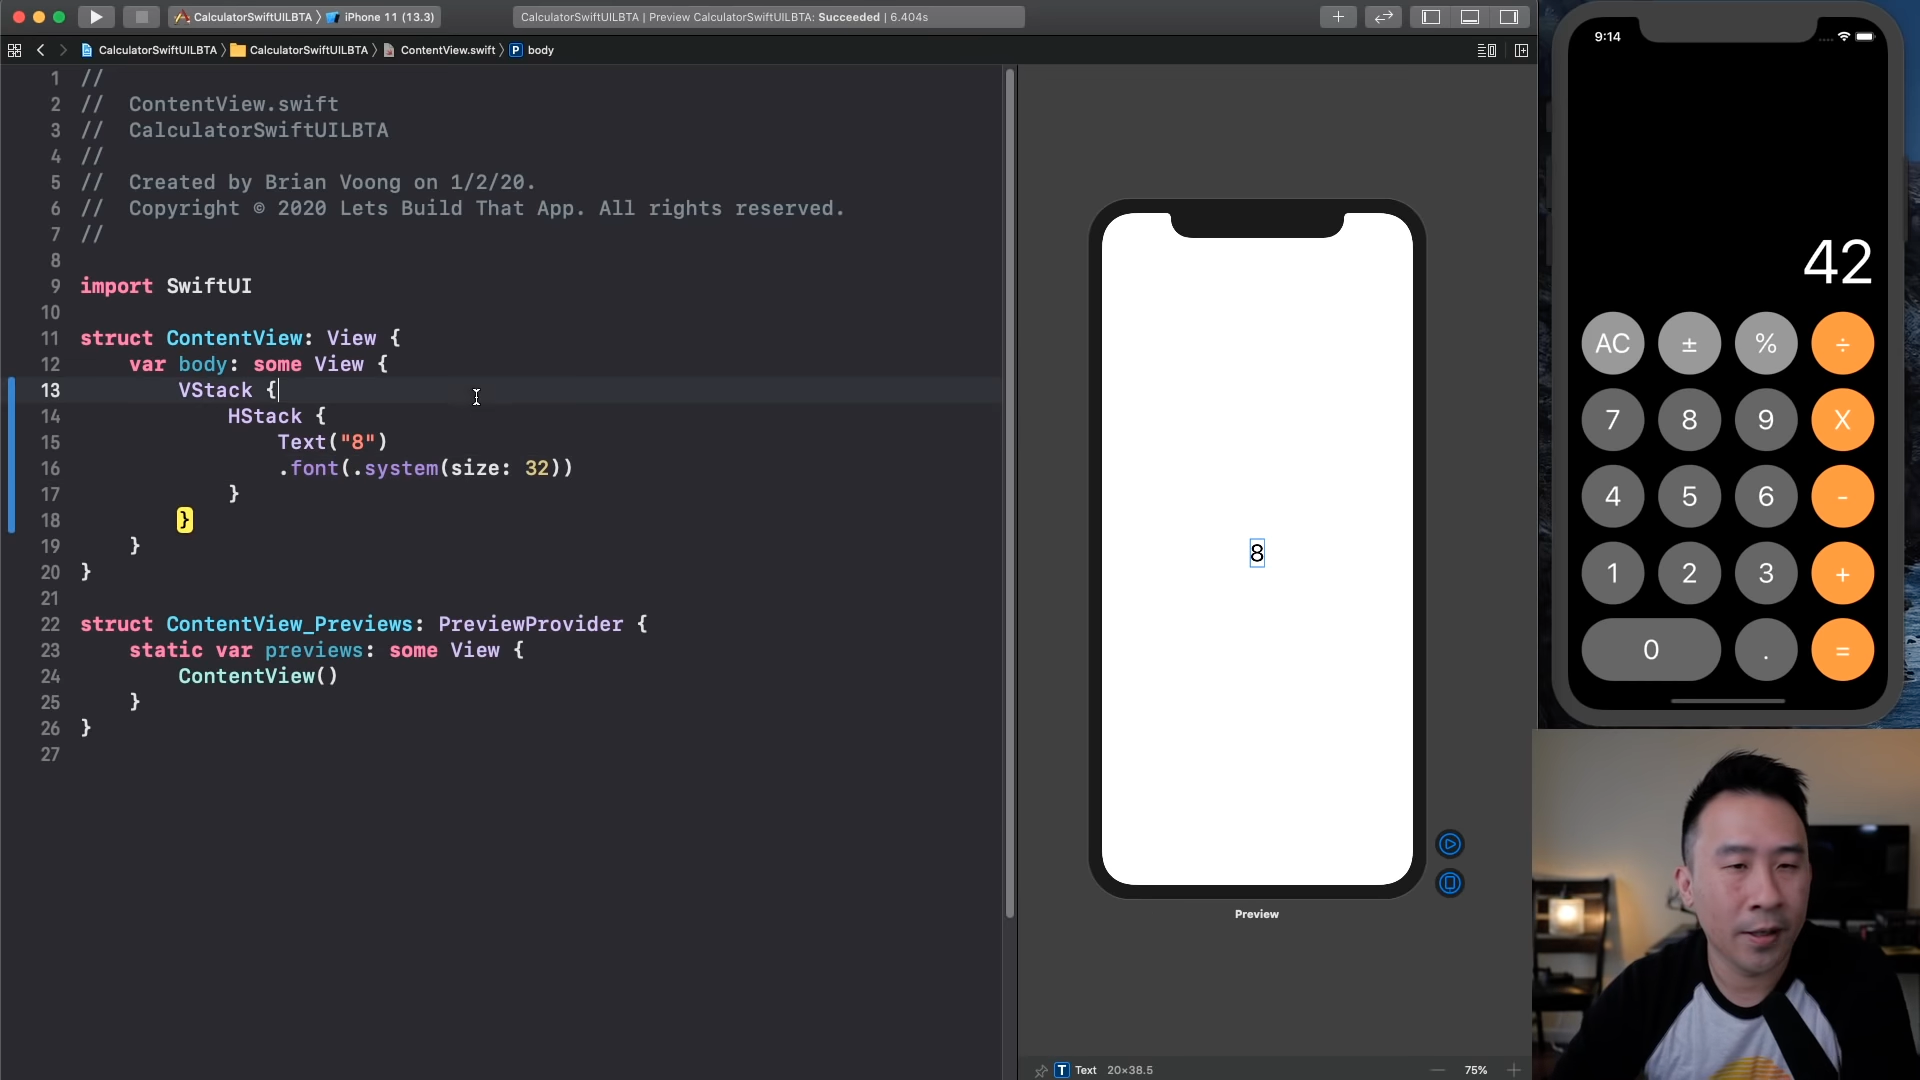 CalculatorSwiftUILBTA 〉 iPhone 11 (13.3)
CalculatorSwiftUILBTA | Preview CalculatorSwiftUILBTA: Succeeded | 6.404s
CalculatorSwiftUILBTA 〉 CalculatorSwiftUILBTA 〉 ContentView.swift 〉 P body
1 //
2 //  ContentView.swift
3 //  CalculatorSwiftUILBTA
4 //
5 //  Created by Brian Voong on 1/2/20.
6 //  Copyright © 2020 Lets Build That App. All rights reserved.
7 //
8
9 import SwiftUI
10
11 struct ContentView: View {
12     var body: some View {
13         VStack {
14             HStack {
15                 Text("8")
16                 .font(.system(size: 32))
17             }
18         }
19     }
20 }
21
22 struct ContentView_Previews: PreviewProvider {
23     static var previews: some View {
24         ContentView()
25     }
26 }
27
8
Preview
T Text 20×38.5
75%
9:14
42
AC ± % ÷
7 8 9 X
4 5 6 -
1 2 3 +
0 . =